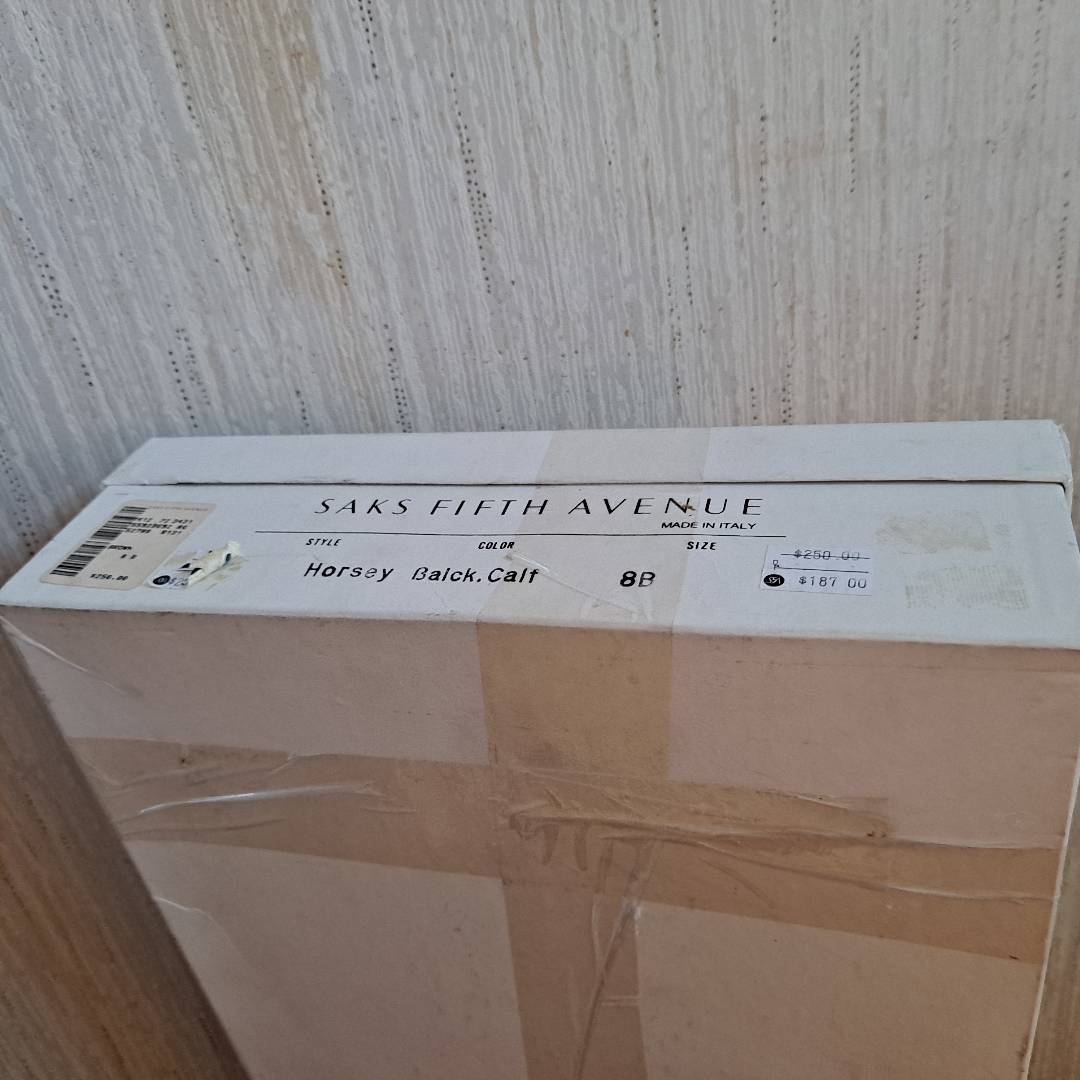 SAKS FIFTH AVENUE
MADE IN ITALY
STYLE COLOR SIZE
Horsey Balck.Calf 8B
$250 00
$187 00
$250.00